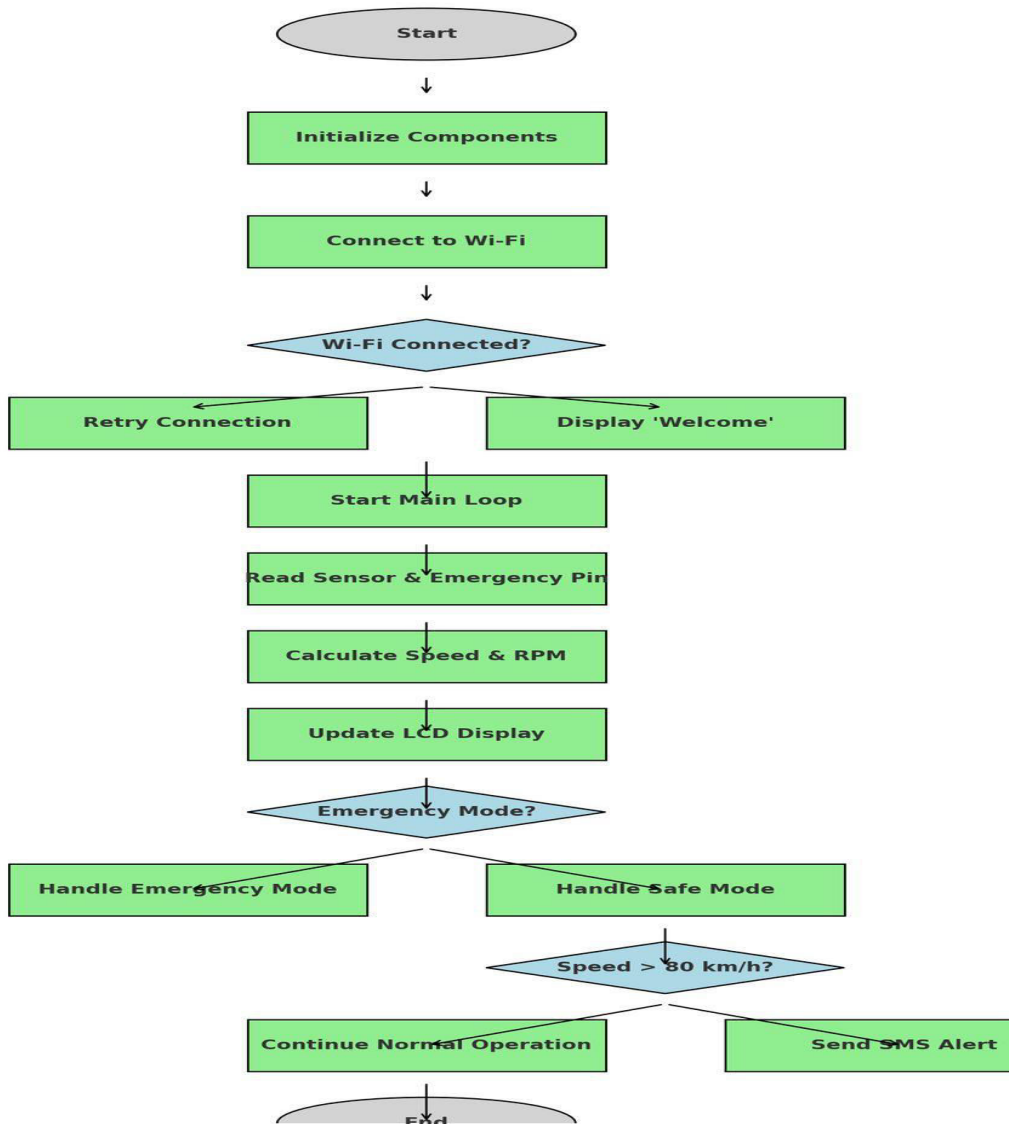 Start
Initialize Components
Connect to Wi-Fi
Wi-Fi Connected?
Retry Connection
Display 'Welcome'
Start Main Loop
Read Sensor & Emergency Pin
Calculate Speed & RPM
Update LCD Display
Emergency Mode?
Handle Emergency Mode
Handle Safe Mode
Speed > 80 km/h?
Continue Normal Operation
Send SMS Alert
End